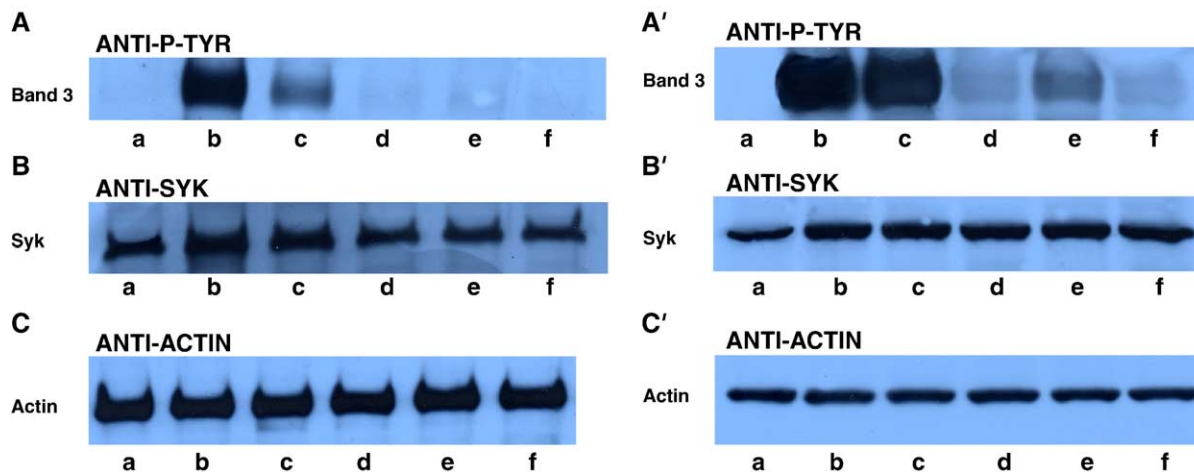 A
ANTI-P-TYR
Band 3
a b c d e f
B
ANTI-SYK
Syk
a b c d e f
C
ANTI-ACTIN
Actin
a b c d e f
A′
ANTI-P-TYR
Band 3
a b c d e f
B′
ANTI-SYK
Syk
a b c d e f
C′
ANTI-ACTIN
Actin
a b c d e f